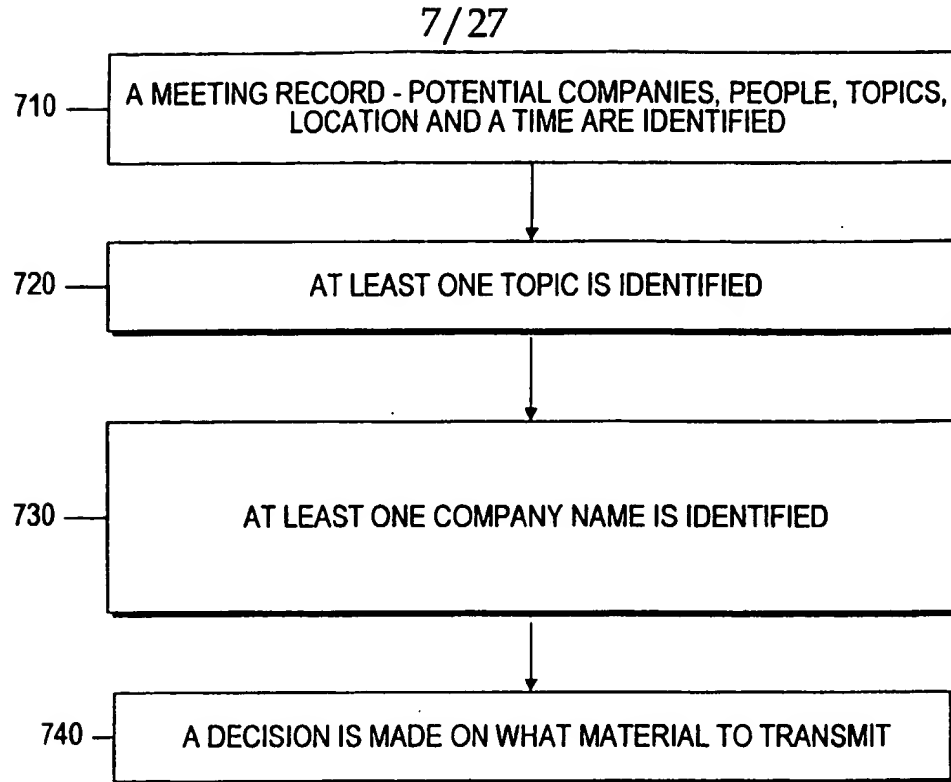 7/27
710
A MEETING RECORD - POTENTIAL COMPANIES, PEOPLE, TOPICS,
LOCATION AND A TIME ARE IDENTIFIED
720
AT LEAST ONE TOPIC IS IDENTIFIED
730
AT LEAST ONE COMPANY NAME IS IDENTIFIED
740
A DECISION IS MADE ON WHAT MATERIAL TO TRANSMIT